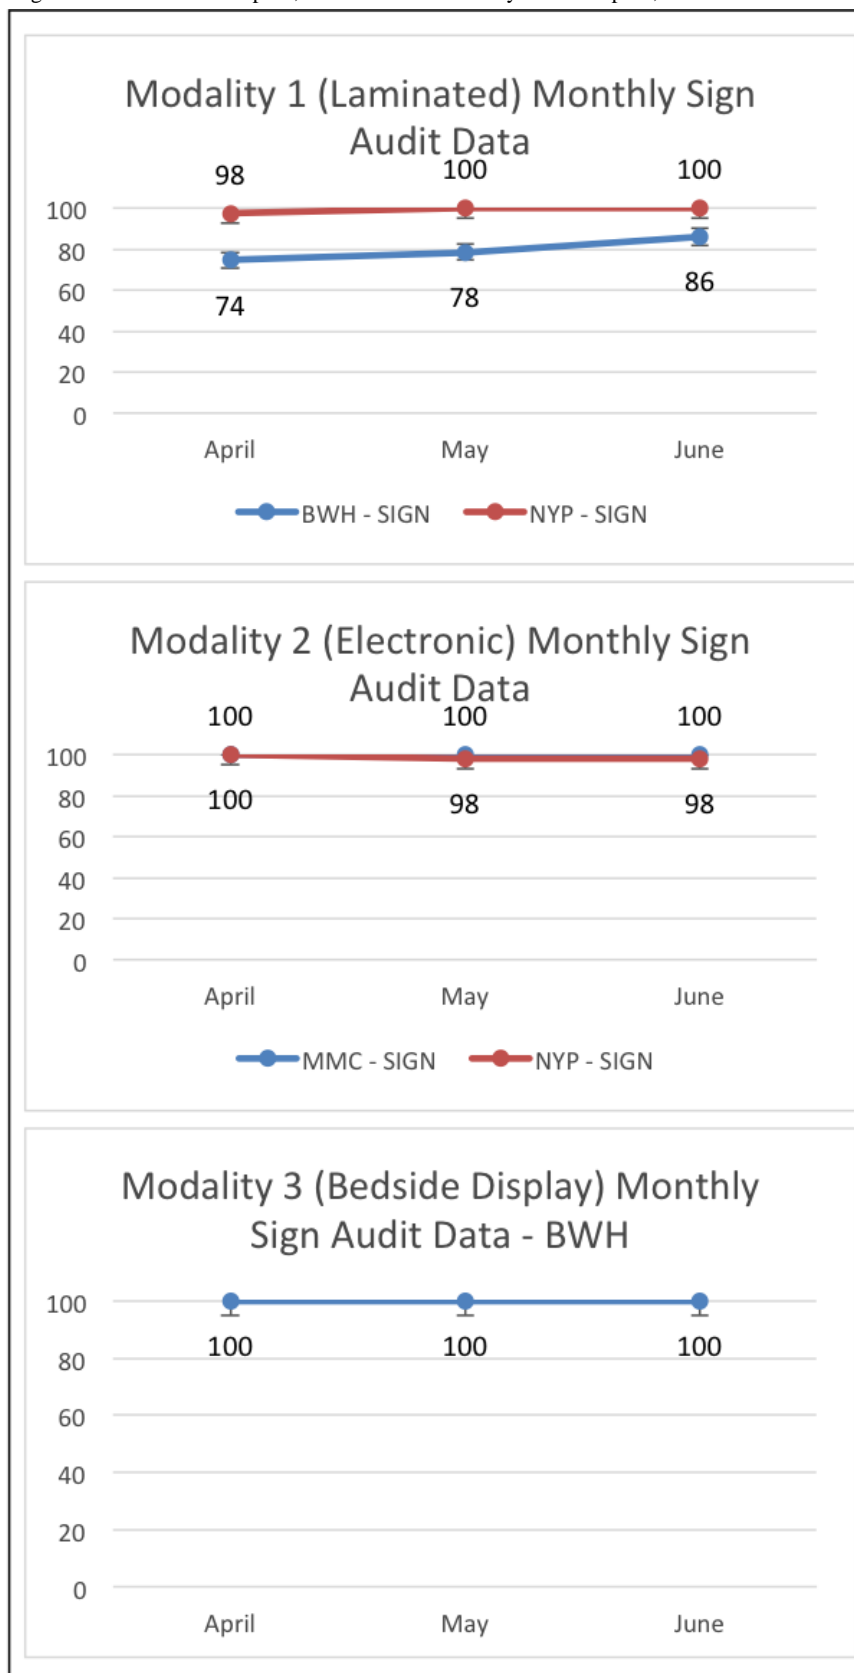 Modality 1 (Laminated) Monthly Sign
Audit Data
98 100 100
100
80
60
40
20
0
74 78 86
April May June
BWH - SIGN NYP - SIGN
Modality 2 (Electronic) Monthly Sign
Audit Data
100 100 100
100
80
60
40
20
0
100 98 98
April May June
MMC - SIGN NYP - SIGN
Modality 3 (Bedside Display) Monthly
Sign Audit Data - BWH
100
80
60
40
20
0
100 100 100
April May June